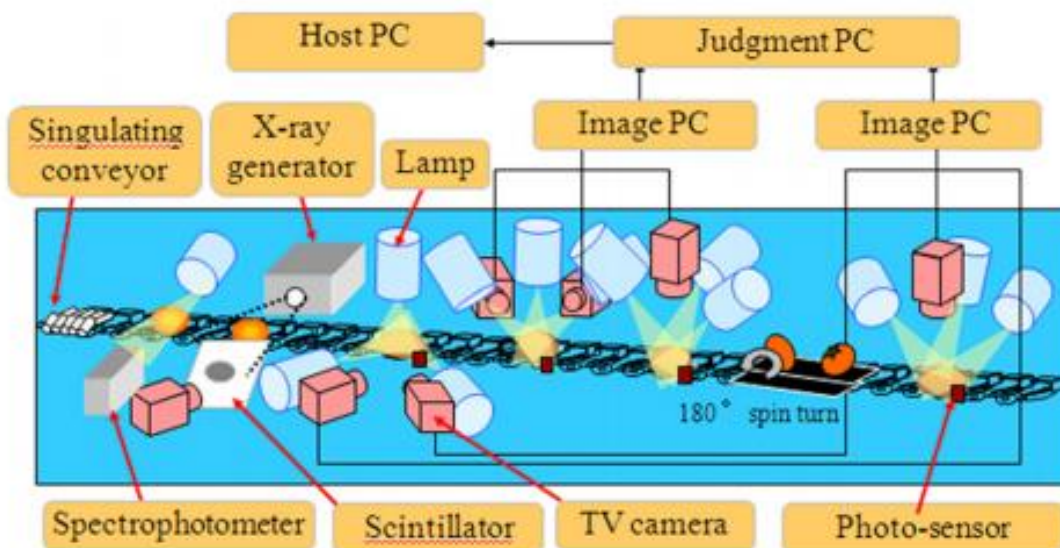 Host PC
Judgment PC
Singulating
conveyor
X-ray
generator
Lamp
Image PC
Image PC
180° spin turn
Spectrophotometer
Scintillator
TV camera
Photo-sensor